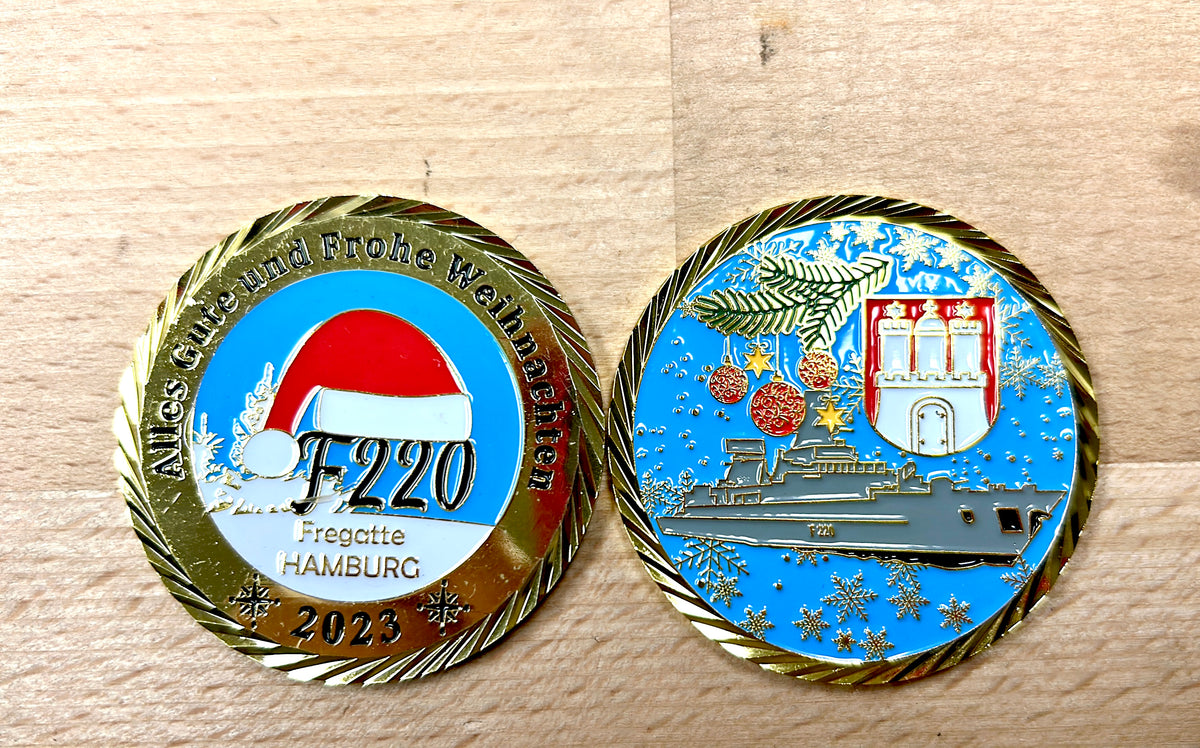 Alles Gute und Frohe Weihnachten
F220
Fregatte
HAMBURG
2023
F220